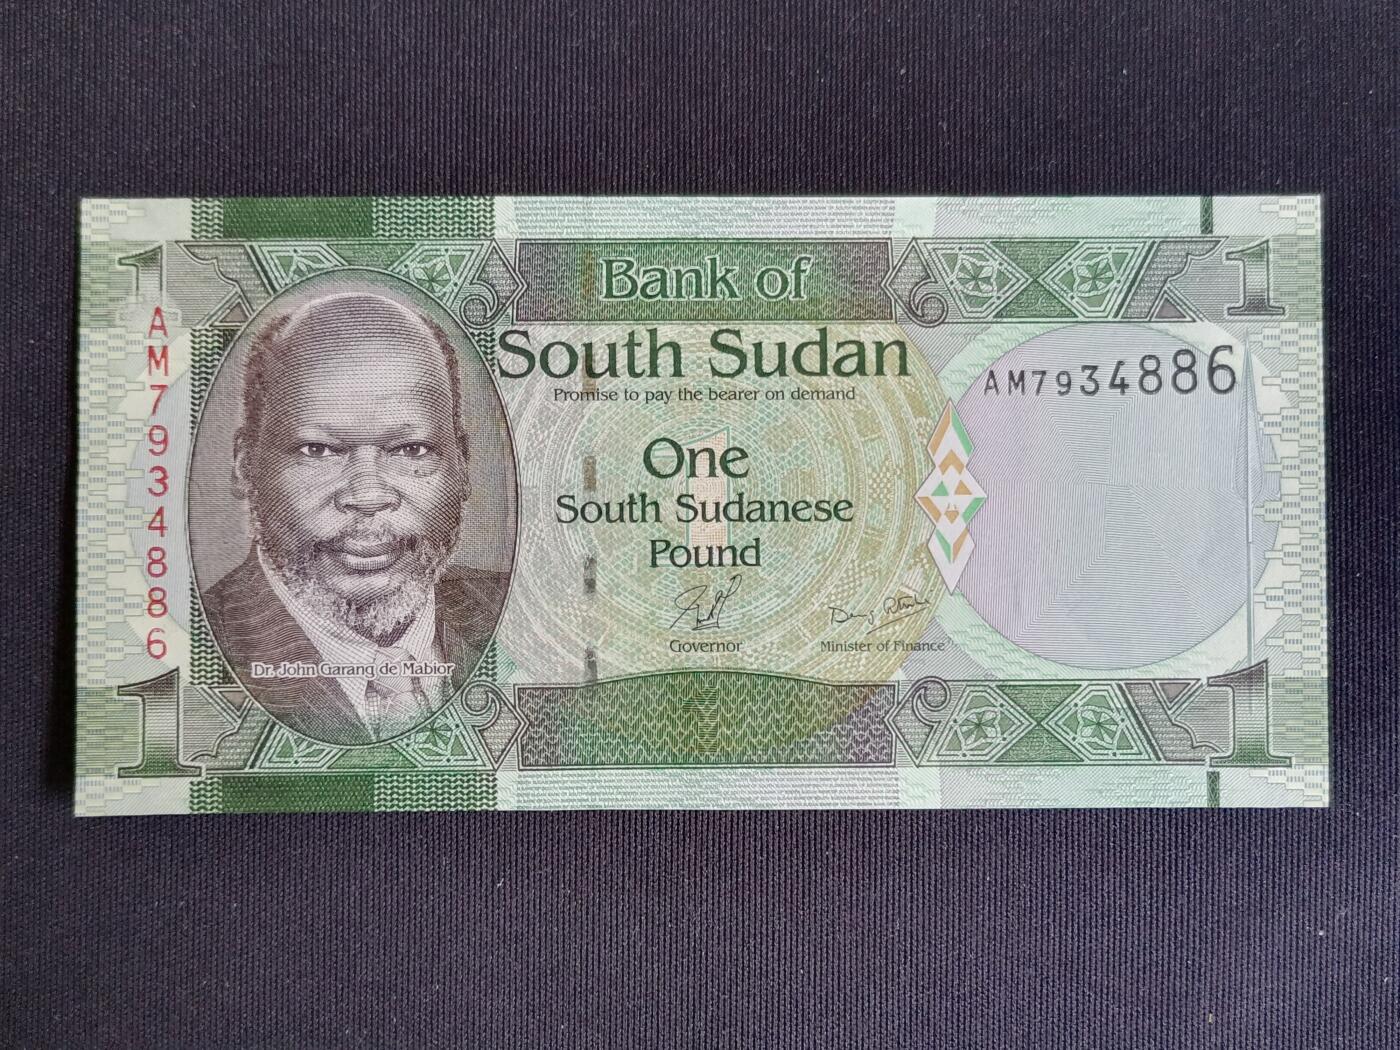 1
1
Bank of
South Sudan
Promise to pay the bearer on demand
AM7934886
AM7934886
One
South Sudanese
Pound
Governor
Minister of Finance
Dr. John Garang de Mabior
1
1